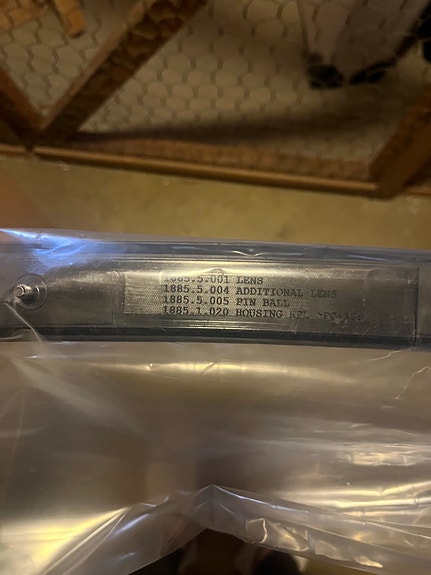 1885.5.001 LENS
1885.5.004 ADDITIONAL LENS
1885.5.005 PIN BALL
1885.1.020 HOUSING